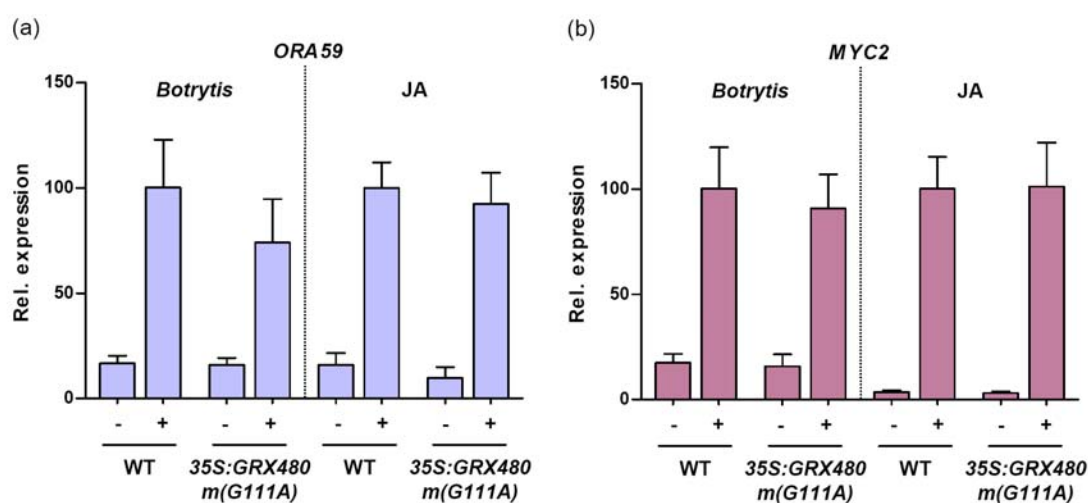 (a)
ORA59
Botrytis JA
Rel. expression
150
100
50
0
- + - + - + - +
WT 35S:GRX480 WT 35S:GRX480
m(G111A) m(G111A)
(b)
MYC2
Botrytis JA
Rel. expression
150
100
50
0
- + - + - + - +
WT 35S:GRX480 WT 35S:GRX480
m(G111A) m(G111A)